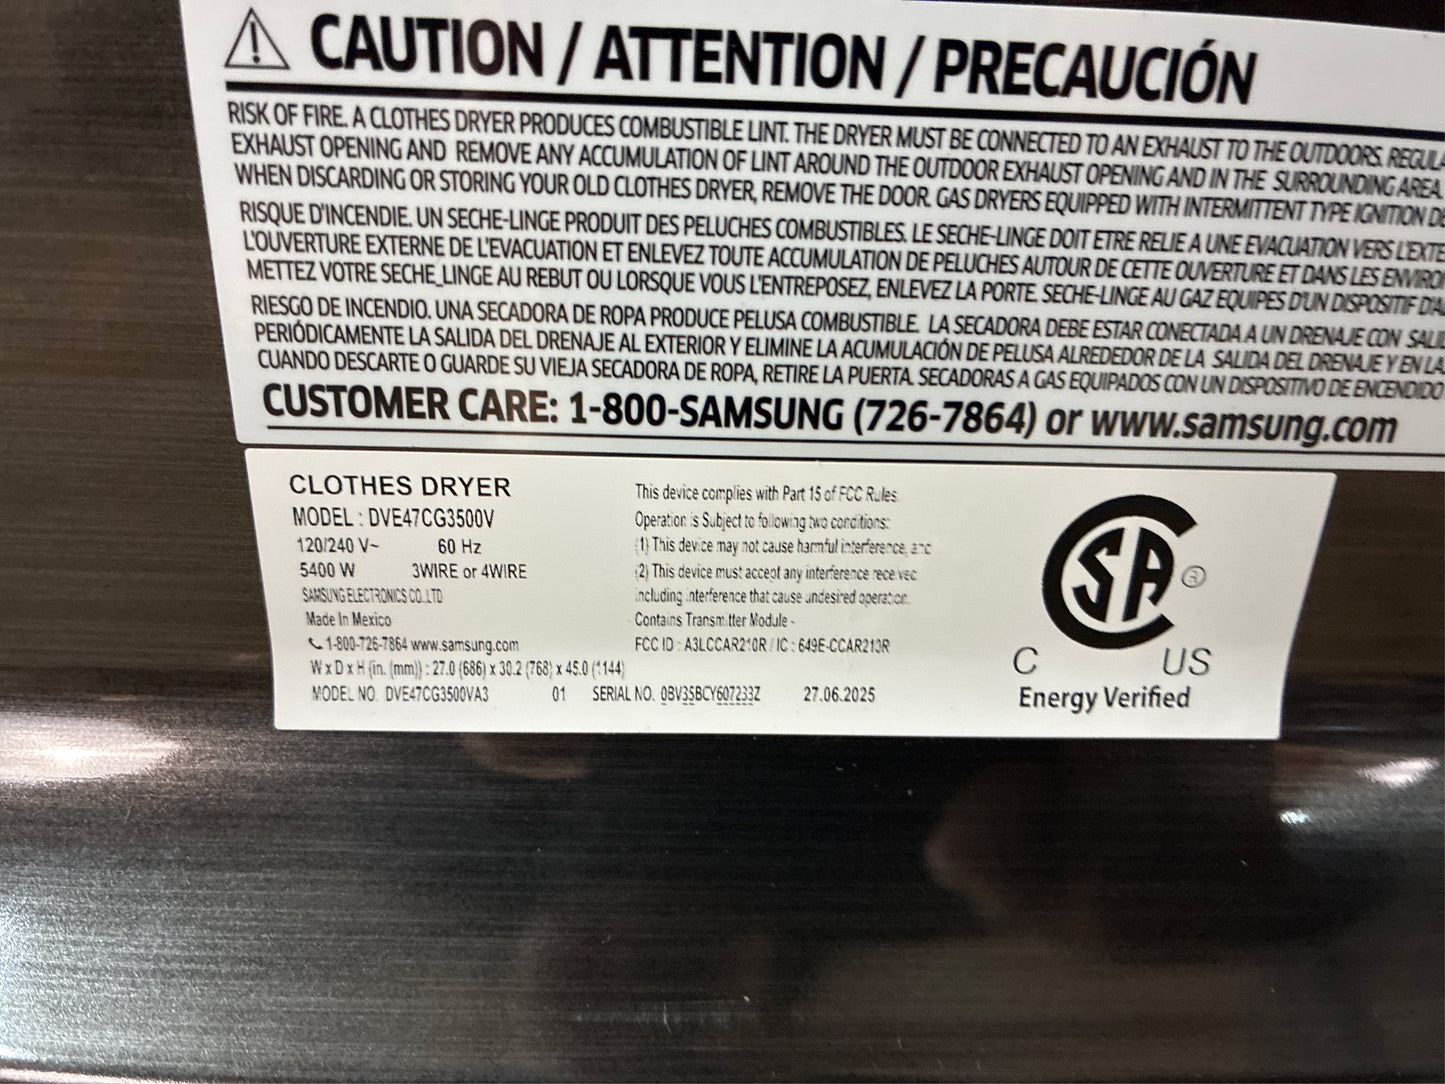 CAUTION / ATTENTION / PRECAUCIÓN
RISK OF FIRE. A CLOTHES DRYER PRODUCES COMBUSTIBLE LINT. THE DRYER MUST BE CONNECTED TO AN EXHAUST TO THE OUTDOORS. REGULA
EXHAUST OPENING AND REMOVE ANY ACCUMULATION OF LINT AROUND THE OUTDOOR EXHAUST OPENING AND IN THE SURROUNDING AREA.
WHEN DISCARDING OR STORING YOUR OLD CLOTHES DRYER, REMOVE THE DOOR. GAS DRYERS EQUIPPED WITH INTERMITTENT TYPE IGNITION DE
RISQUE D'INCENDIE. UN SECHE-LINGE PRODUIT DES PELUCHES COMBUSTIBLES. LE SECHE-LINGE DOIT ETRE RELIE A UNE EVACUATION VERS L'EXTE
L'OUVERTURE EXTERNE DE L'EVACUATION ET ENLEVEZ TOUTE ACCUMULATION DE PELUCHES AUTOUR DE CETTE OUVERTURE ET DANS LES ENVIRO
METTEZ VOTRE SECHE_LINGE AU REBUT OU LORSQUE VOUS L'ENTREPOSEZ, ENLEVEZ LA PORTE. SECHE-LINGE AU GAZ EQUIPES D'UN DISPOSITIF D'A
RIESGO DE INCENDIO. UNA SECADORA DE ROPA PRODUCE PELUSA COMBUSTIBLE. LA SECADORA DEBE ESTAR CONECTADA A UN DRENAJE CON SALI
PERIÓDICAMENTE LA SALIDA DEL DRENAJE AL EXTERIOR Y ELIMINE LA ACUMULACIÓN DE PELUSA ALREDEDOR DE LA SALIDA DEL DRENAJE Y EN LA
CUANDO DESCARTE O GUARDE SU VIEJA SECADORA DE ROPA, RETIRE LA PUERTA. SECADORAS A GAS EQUIPADOS CON UN DISPOSITIVO DE ENCENDIDO
CUSTOMER CARE: 1-800-SAMSUNG (726-7864) or www.samsung.com
CLOTHES DRYER
MODEL : DVE47CG3500V
120/240 V~ 60 Hz
5400 W 3WIRE or 4WIRE
SAMSUNG ELECTRONICS CO. LTD
Made In Mexico
1-800-726-7864 www.samsung.com
W x D x H (in. (mm)) : 27.0 (686) x 30.2 (768) x 45.0 (1144)
MODEL NO. DVE47CG3500VA3 01 SERIAL NO. 0BV35BCY607233Z 27.06.2025
This device complies with Part 15 of FCC Rules.
Operation is Subject to following two conditions:
(1) This device may not cause harmful interference, and
(2) This device must accept any interference received
including interference that cause undesired operation.
Contains Transmitter Module -
FCC ID : A3LCCAR210R / IC : 649E-CCAR210R
SA ®
C US
Energy Verified